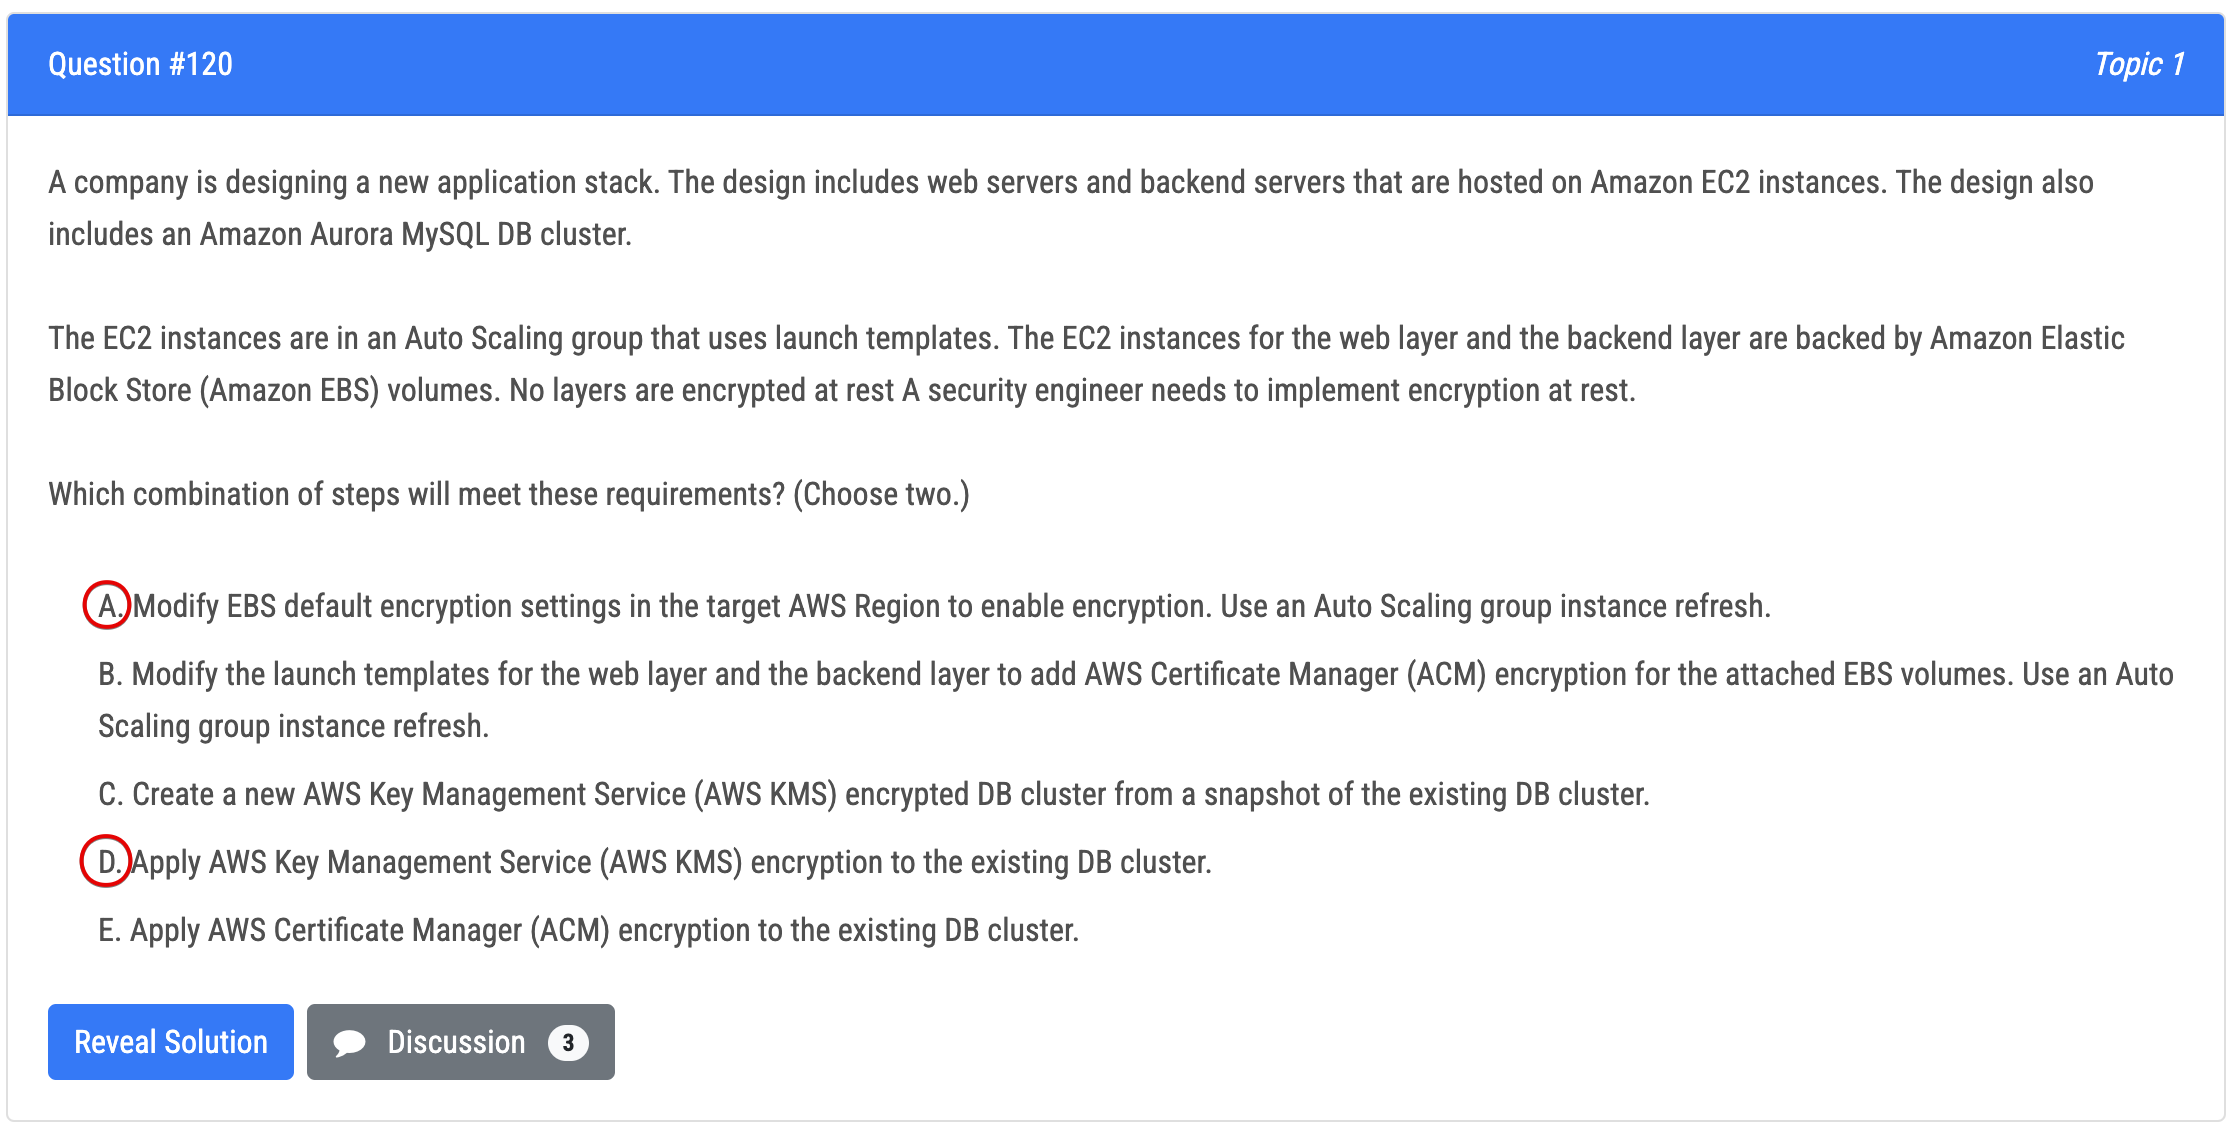 Question #120
Topic 1
A company is designing a new application stack. The design includes web servers and backend servers that are hosted on Amazon EC2 instances. The design also
includes an Amazon Aurora MySQL DB cluster.
The EC2 instances are in an Auto Scaling group that uses launch templates. The EC2 instances for the web layer and the backend layer are backed by Amazon Elastic
Block Store (Amazon EBS) volumes. No layers are encrypted at rest A security engineer needs to implement encryption at rest.
Which combination of steps will meet these requirements? (Choose two.)
A. Modify EBS default encryption settings in the target AWS Region to enable encryption. Use an Auto Scaling group instance refresh.
B. Modify the launch templates for the web layer and the backend layer to add AWS Certificate Manager (ACM) encryption for the attached EBS volumes. Use an Auto
Scaling group instance refresh.
C. Create a new AWS Key Management Service (AWS KMS) encrypted DB cluster from a snapshot of the existing DB cluster.
D. Apply AWS Key Management Service (AWS KMS) encryption to the existing DB cluster.
E. Apply AWS Certificate Manager (ACM) encryption to the existing DB cluster.
Reveal Solution
Discussion 3